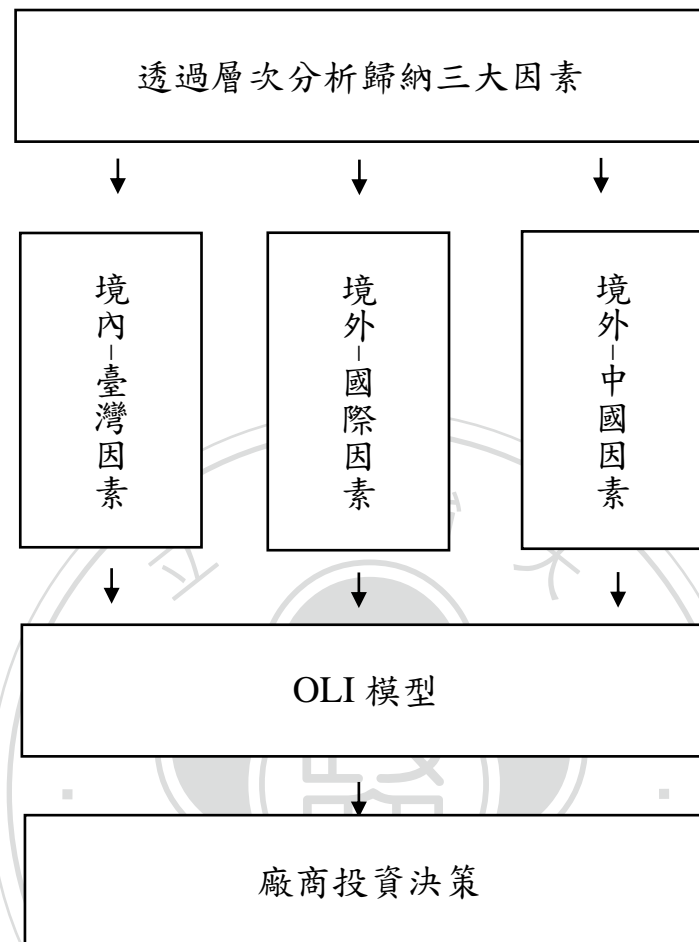 透過層次分析歸納三大因素
境內-臺灣因素
境外-國際因素
境外-中國因素
立
大
OLI 模型
廠商投資決策